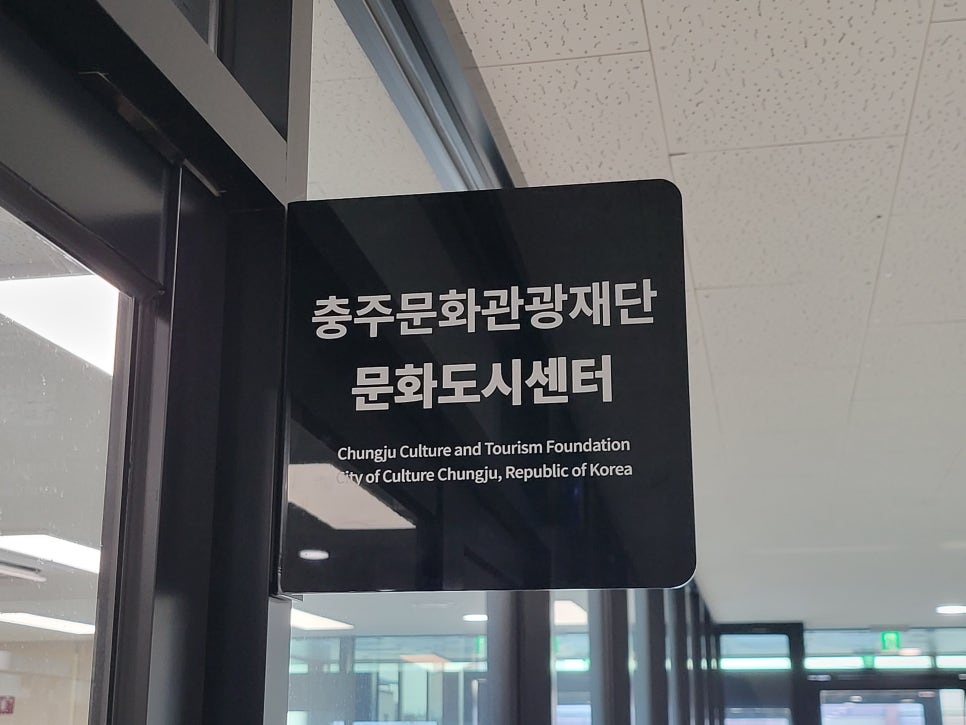 충주문화관광재단
문화도시센터
Chungju Culture and Tourism Foundation
City of Culture Chungju, Republic of Korea